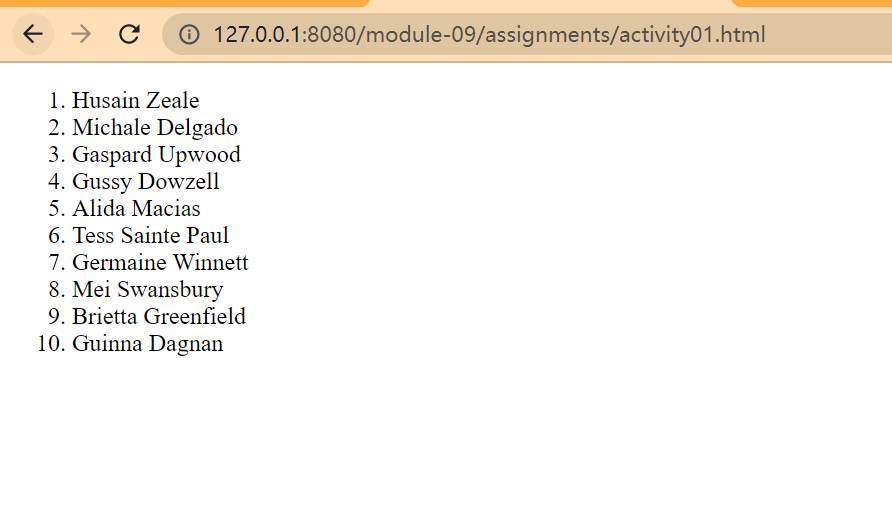 127.0.0.1:8080/module-09/assignments/activity01.html
1. Husain Zeale
2. Michale Delgado
3. Gaspard Upwood
4. Gussy Dowzell
5. Alida Macias
6. Tess Sainte Paul
7. Germaine Winnett
8. Mei Swansbury
9. Brietta Greenfield
10. Guinna Dagnan